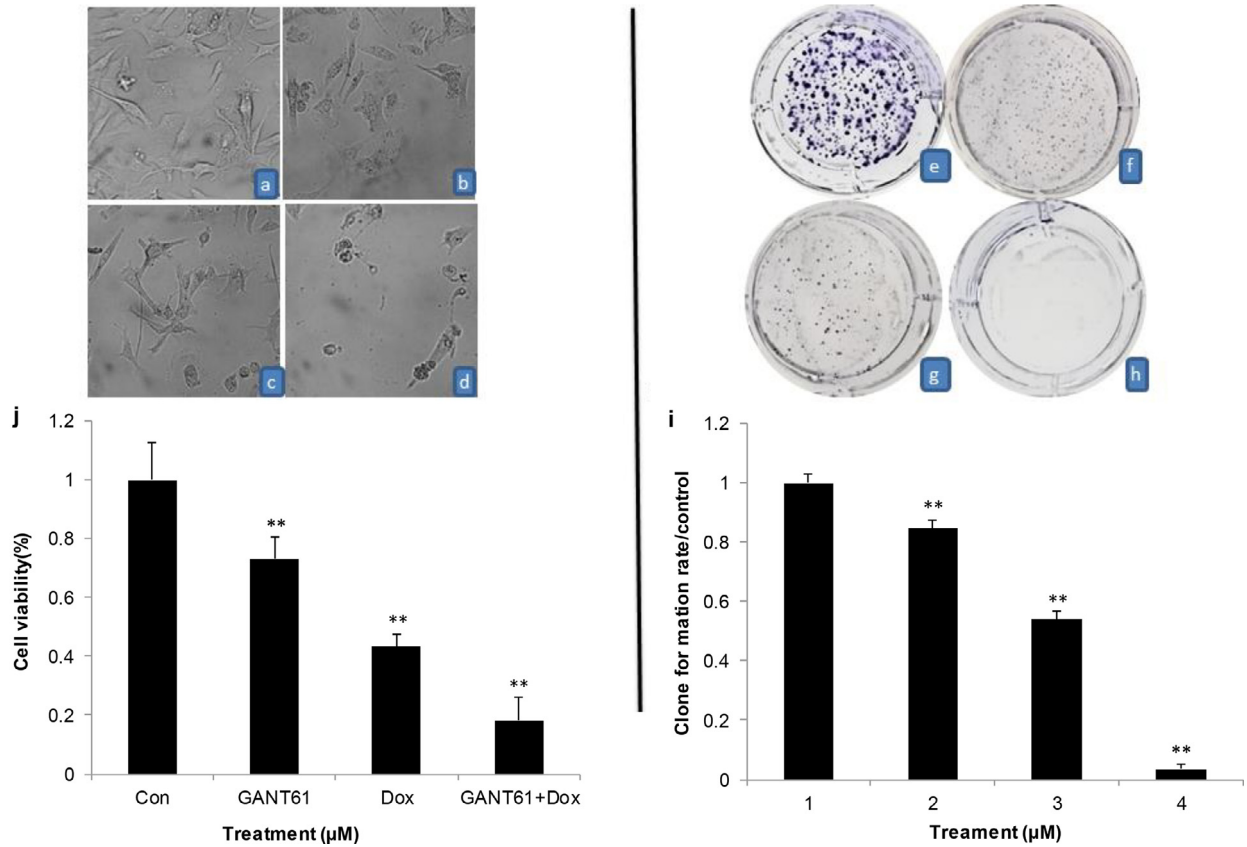 a
b
c
d
e
f
g
h
j
1.2
1
0.8
0.6
0.4
0.2
0
Cell viability(%)
**
**
**
Con GANT61 Dox GANT61+Dox
Treatment (µM)
i
1.2
1
0.8
0.6
0.4
0.2
0
Clone for mation rate/control
**
**
**
1 2 3 4
Treament (µM)